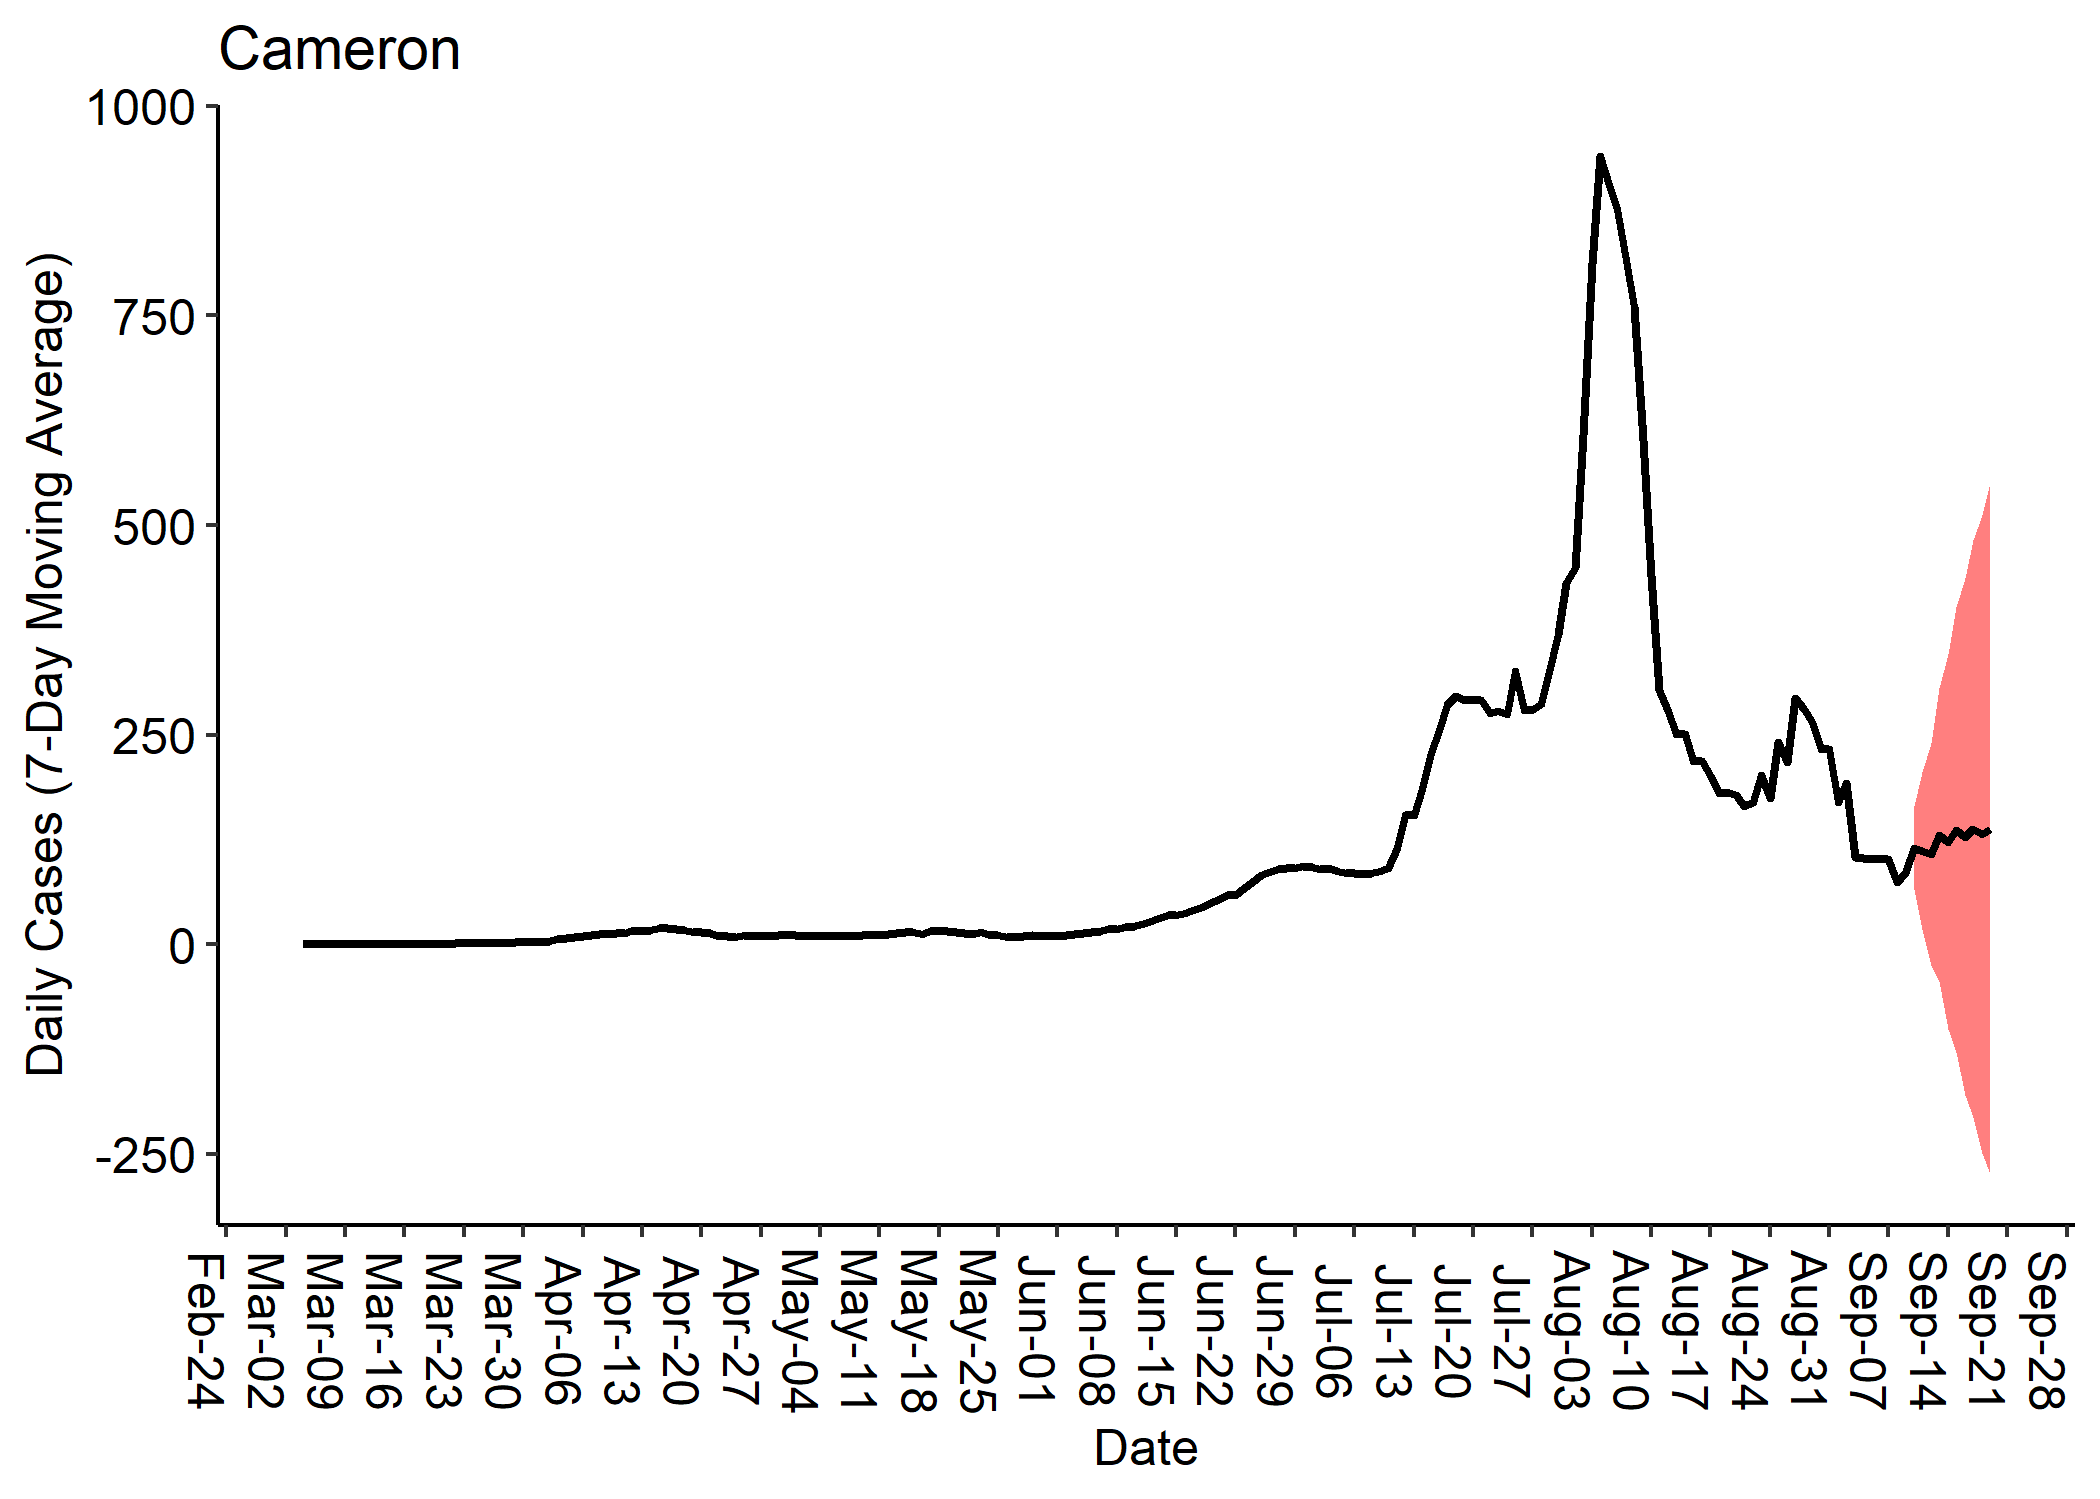 Cameron
1000
750
500
250
0
-250
Daily Cases (7-Day Moving Average)
Feb-24
Mar-02
Mar-09
Mar-16
Mar-23
Mar-30
Apr-06
Apr-13
Apr-20
Apr-27
May-04
May-11
May-18
May-25
Jun-01
Jun-08
Jun-15
Jun-22
Jun-29
Jul-06
Jul-13
Jul-20
Jul-27
Aug-03
Aug-10
Aug-17
Aug-24
Aug-31
Sep-07
Sep-14
Sep-21
Sep-28
Date